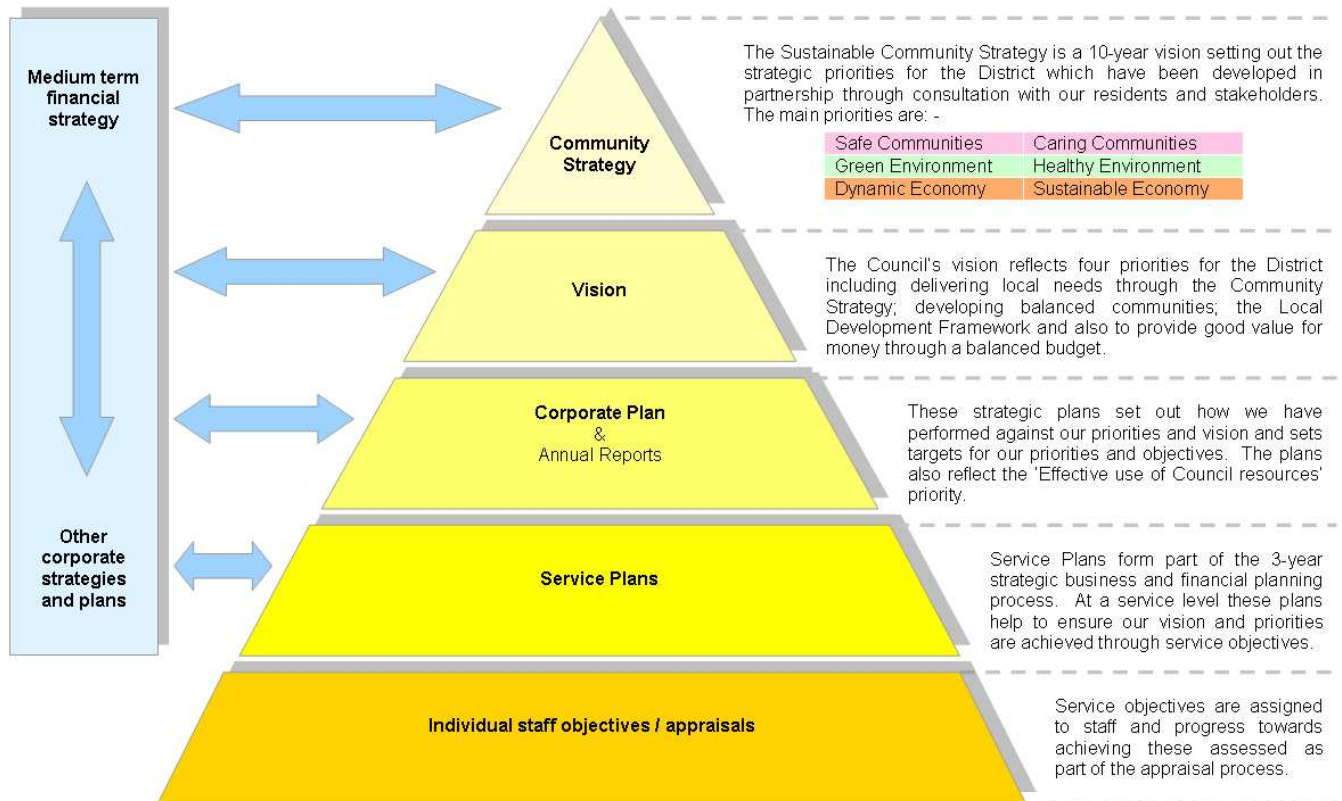 Medium term
financial
strategy
Other
corporate
strategies
and plans
Community
Strategy
The Sustainable Community Strategy is a 10-year vision setting out the
strategic priorities for the District which have been developed in
partnership through consultation with our residents and stakeholders.
The main priorities are: -
Safe Communities Caring Communities
Green Environment Healthy Environment
Dynamic Economy Sustainable Economy
Vision
The Council's vision reflects four priorities for the District
including delivering local needs through the Community
Strategy; developing balanced communities; the Local
Development Framework and also to provide good value for
money through a balanced budget.
Corporate Plan
&
Annual Reports
These strategic plans set out how we have
performed against our priorities and vision and sets
targets for our priorities and objectives. The plans
also reflect the 'Effective use of Council resources'
priority.
Service Plans
Service Plans form part of the 3-year
strategic business and financial planning
process. At a service level these plans
help to ensure our vision and priorities
are achieved through service objectives.
Individual staff objectives / appraisals
Service objectives are assigned
to staff and progress towards
achieving these assessed as
part of the appraisal process.